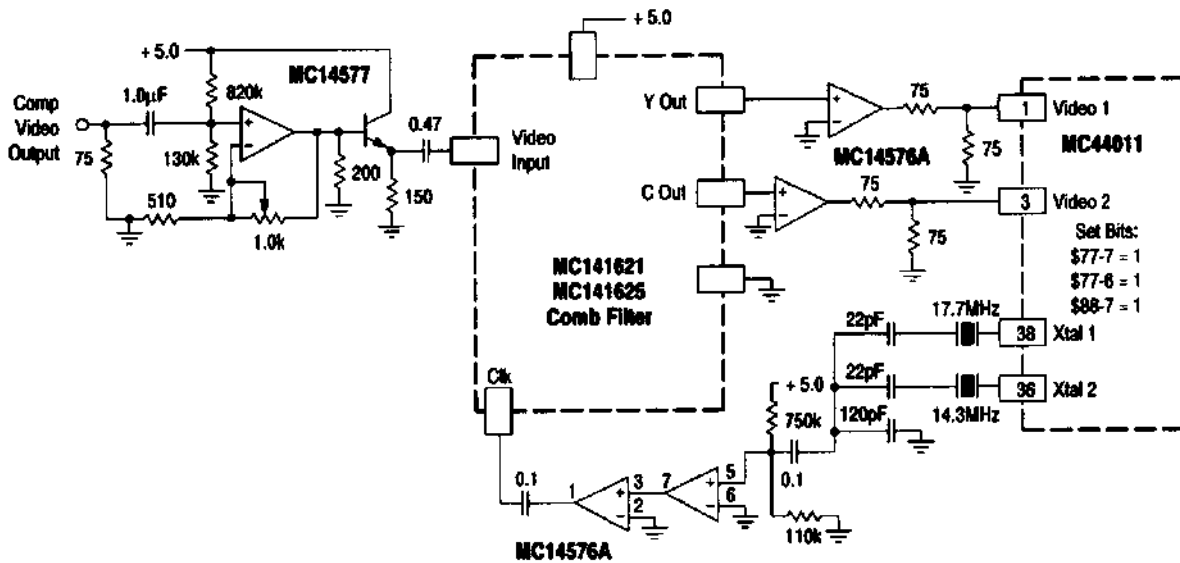 + 5.0
+ 5.0
MC14577
1.0µF
820k
Comp
Video
Output
+
−
0.47
Video
Input
75
130k
200
150
510
1.0k
Y Out
+
−
75
1
Video 1
MC44011
75
MC14576A
C Out
+
−
75
3
Video 2
75
Set Bits:
$77-7 = 1
$77-6 = 1
$88-7 = 1
MC141621
MC141625
Comb Filter
22pF
17.7MHz
38
Xtal 1
22pF
36
Xtal 2
14.3MHz
120pF
Clk
+ 5.0
750k
0.1
0.1
1
3
+
2
−
7
5
+
6
−
110k
MC14576A